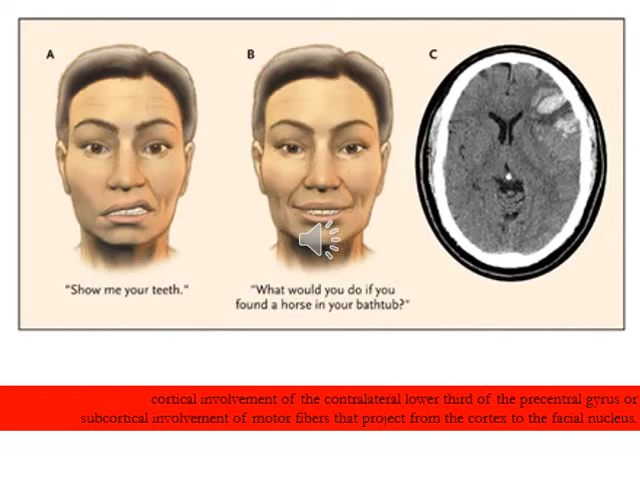 A
B
C
"Show me your teeth."
"What would you do if you
found a horse in your bathtub?"
cortical involvement of the contralateral lower third of the precentral gyrus or
subcortical involvement of motor fibers that project from the cortex to the facial nucleus.